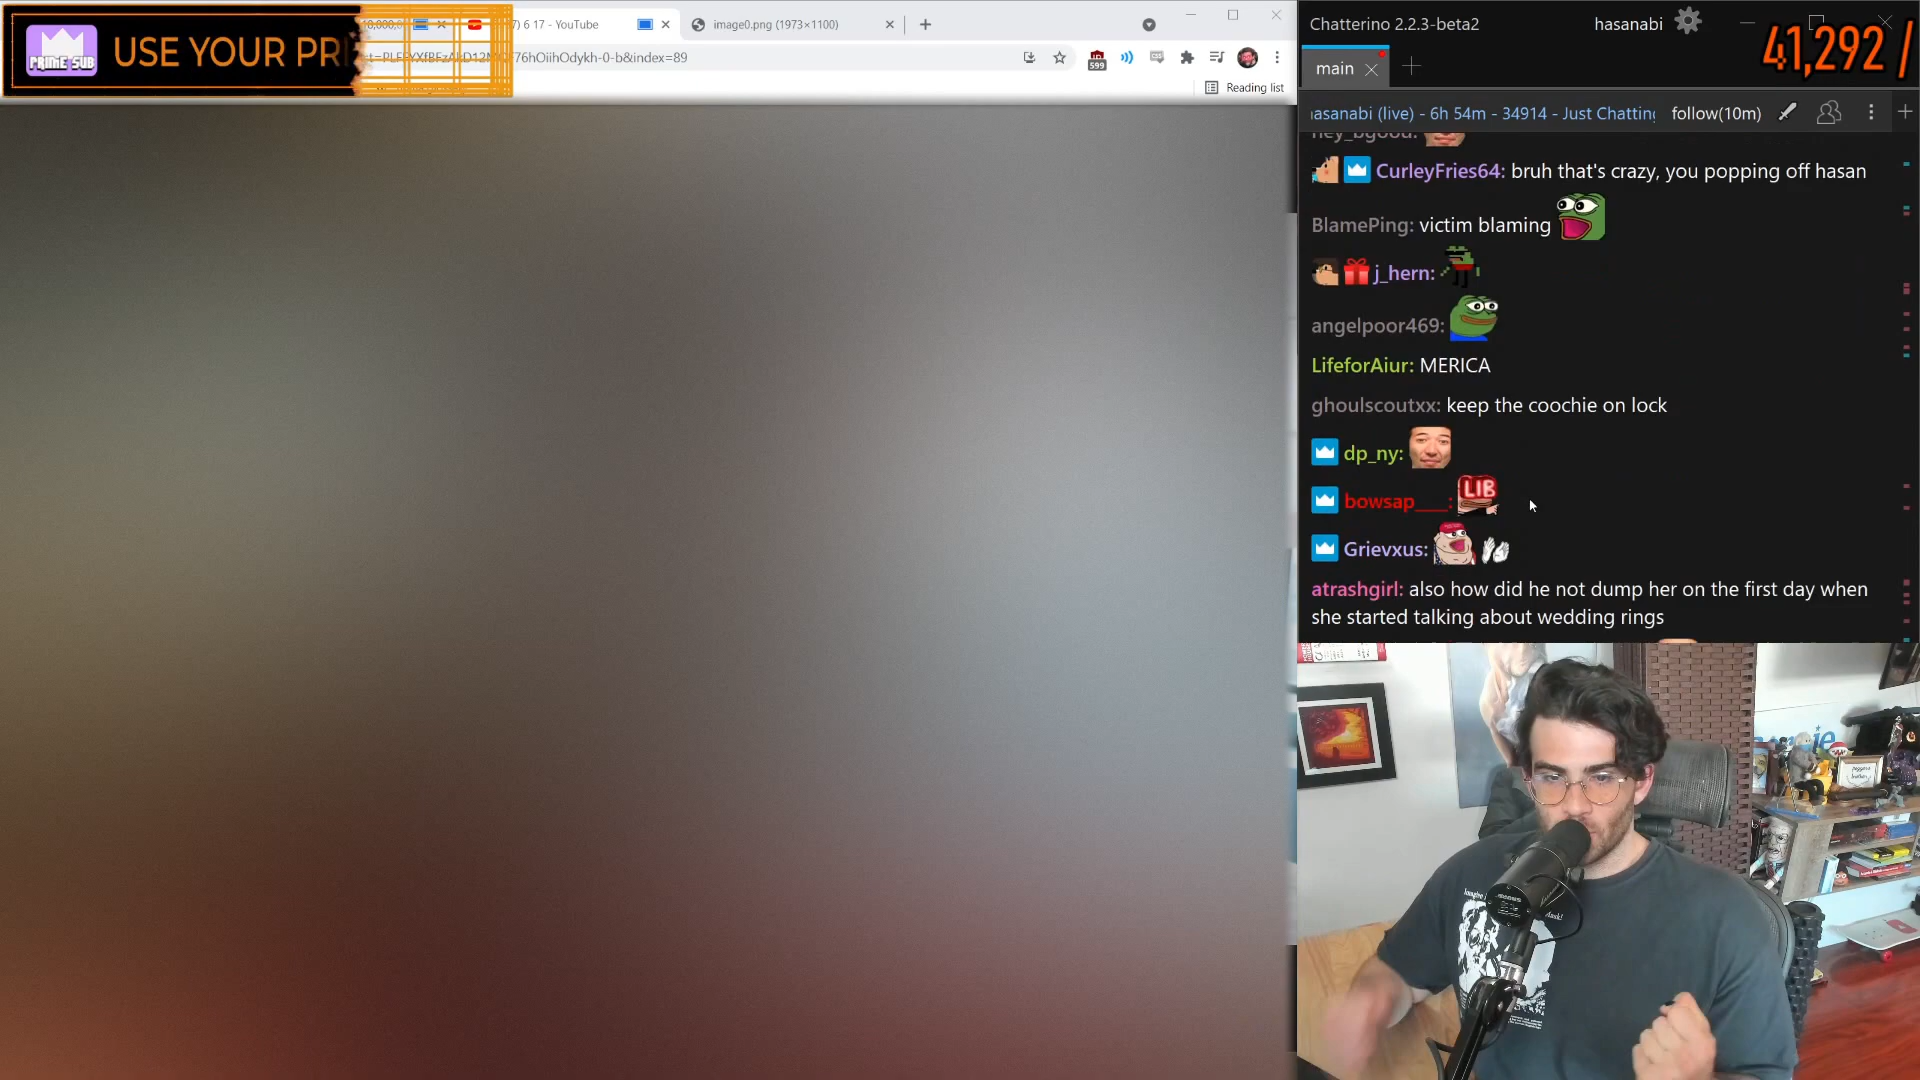 PRIME SUB
USE YOUR PRI
6 17 - YouTube
image0.png (1973×1100)
76hOiihOdykh-0-b&index=89
599
Reading list
Chatterino 2.2.3-beta2
hasanabi
41,292 /
main
asanabi (live) - 6h 54m - 34914 - Just Chatting
follow(10m)
CurleyFries64: bruh that's crazy, you popping off hasan
BlamePing: victim blaming
j_hern:
angelpoor469:
LifeforAiur: MERICA
ghoulscoutxx: keep the coochie on lock
dp_ny:
bowsap____: LIB
Grievxus:
atrashgirl: also how did he not dump her on the first day when
she started talking about wedding rings